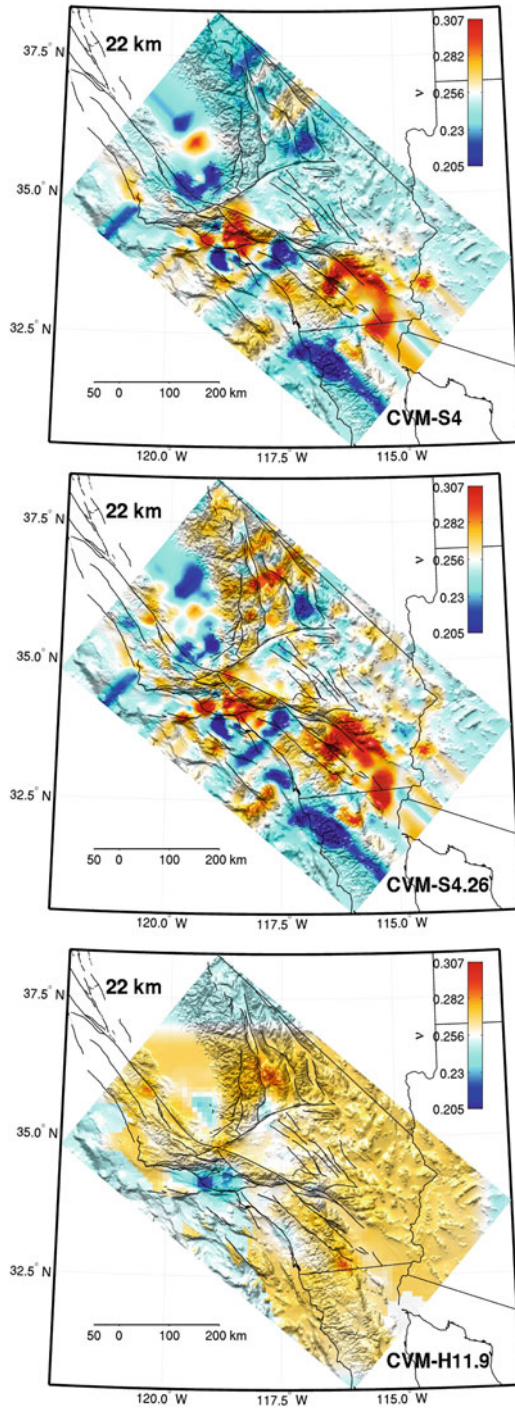 22 km
37.5° N
35.0° N
32.5° N
0.307
0.282
0.256
0.23
0.205
ν
50 0 100 200 km
CVM-S4
120.0° W
117.5° W
115.0° W
22 km
37.5° N
35.0° N
32.5° N
0.307
0.282
0.256
0.23
0.205
ν
50 0 100 200 km
CVM-S4.26
120.0° W
117.5° W
115.0° W
22 km
37.5° N
35.0° N
32.5° N
0.307
0.282
0.256
0.23
0.205
ν
50 0 100 200 km
CVM-H11.9
120.0° W
117.5° W
115.0° W